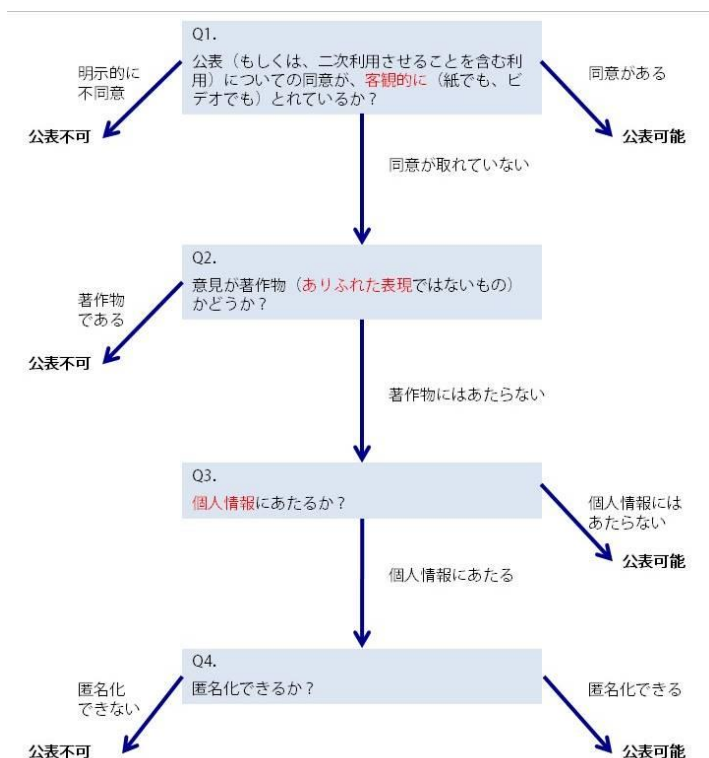 Q1.
公表（もしくは、二次利用させることを含む利
用）についての同意が、客観的に（紙でも、ビ
デオでも）とれているか？
明示的に
不同意
公表不可
同意がある
公表可能
同意が取れていない
Q2.
意見が著作物（ありふれた表現ではないもの）
かどうか？
著作物
である
公表不可
著作物にはあたらない
Q3.
個人情報にあたるか？
個人情報には
あたらない
公表可能
個人情報にあたる
Q4.
匿名化できるか？
匿名化
できない
公表不可
匿名化できる
公表可能